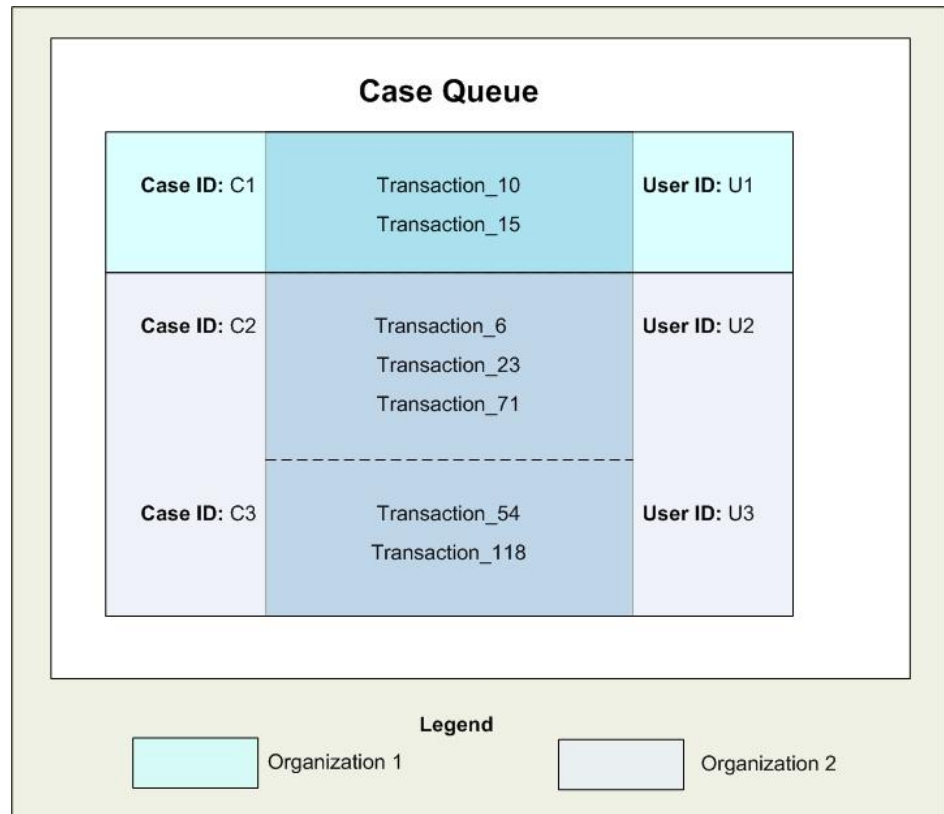 Case Queue
Case ID: C1 Transaction_10 User ID: U1
Transaction_15
Case ID: C2 Transaction_6 User ID: U2
Transaction_23
Transaction_71
Case ID: C3 Transaction_54 User ID: U3
Transaction_118
Legend
Organization 1 Organization 2